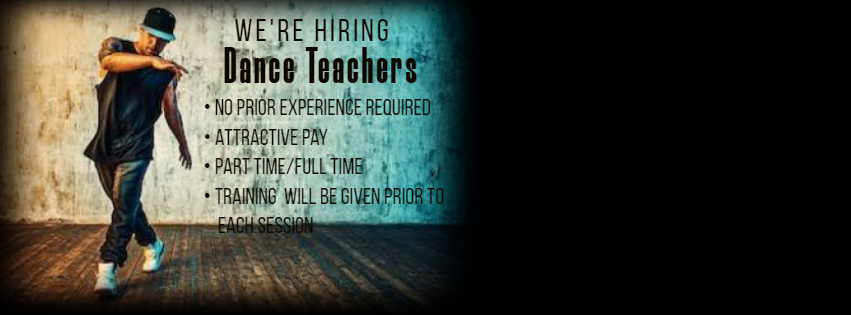 WE'RE HIRING
Dance Teachers
• NO PRIOR EXPERIENCE REQUIRED
• ATTRACTIVE PAY
• PART TIME/FULL TIME
• TRAINING WILL BE GIVEN PRIOR TO
EACH SESSION